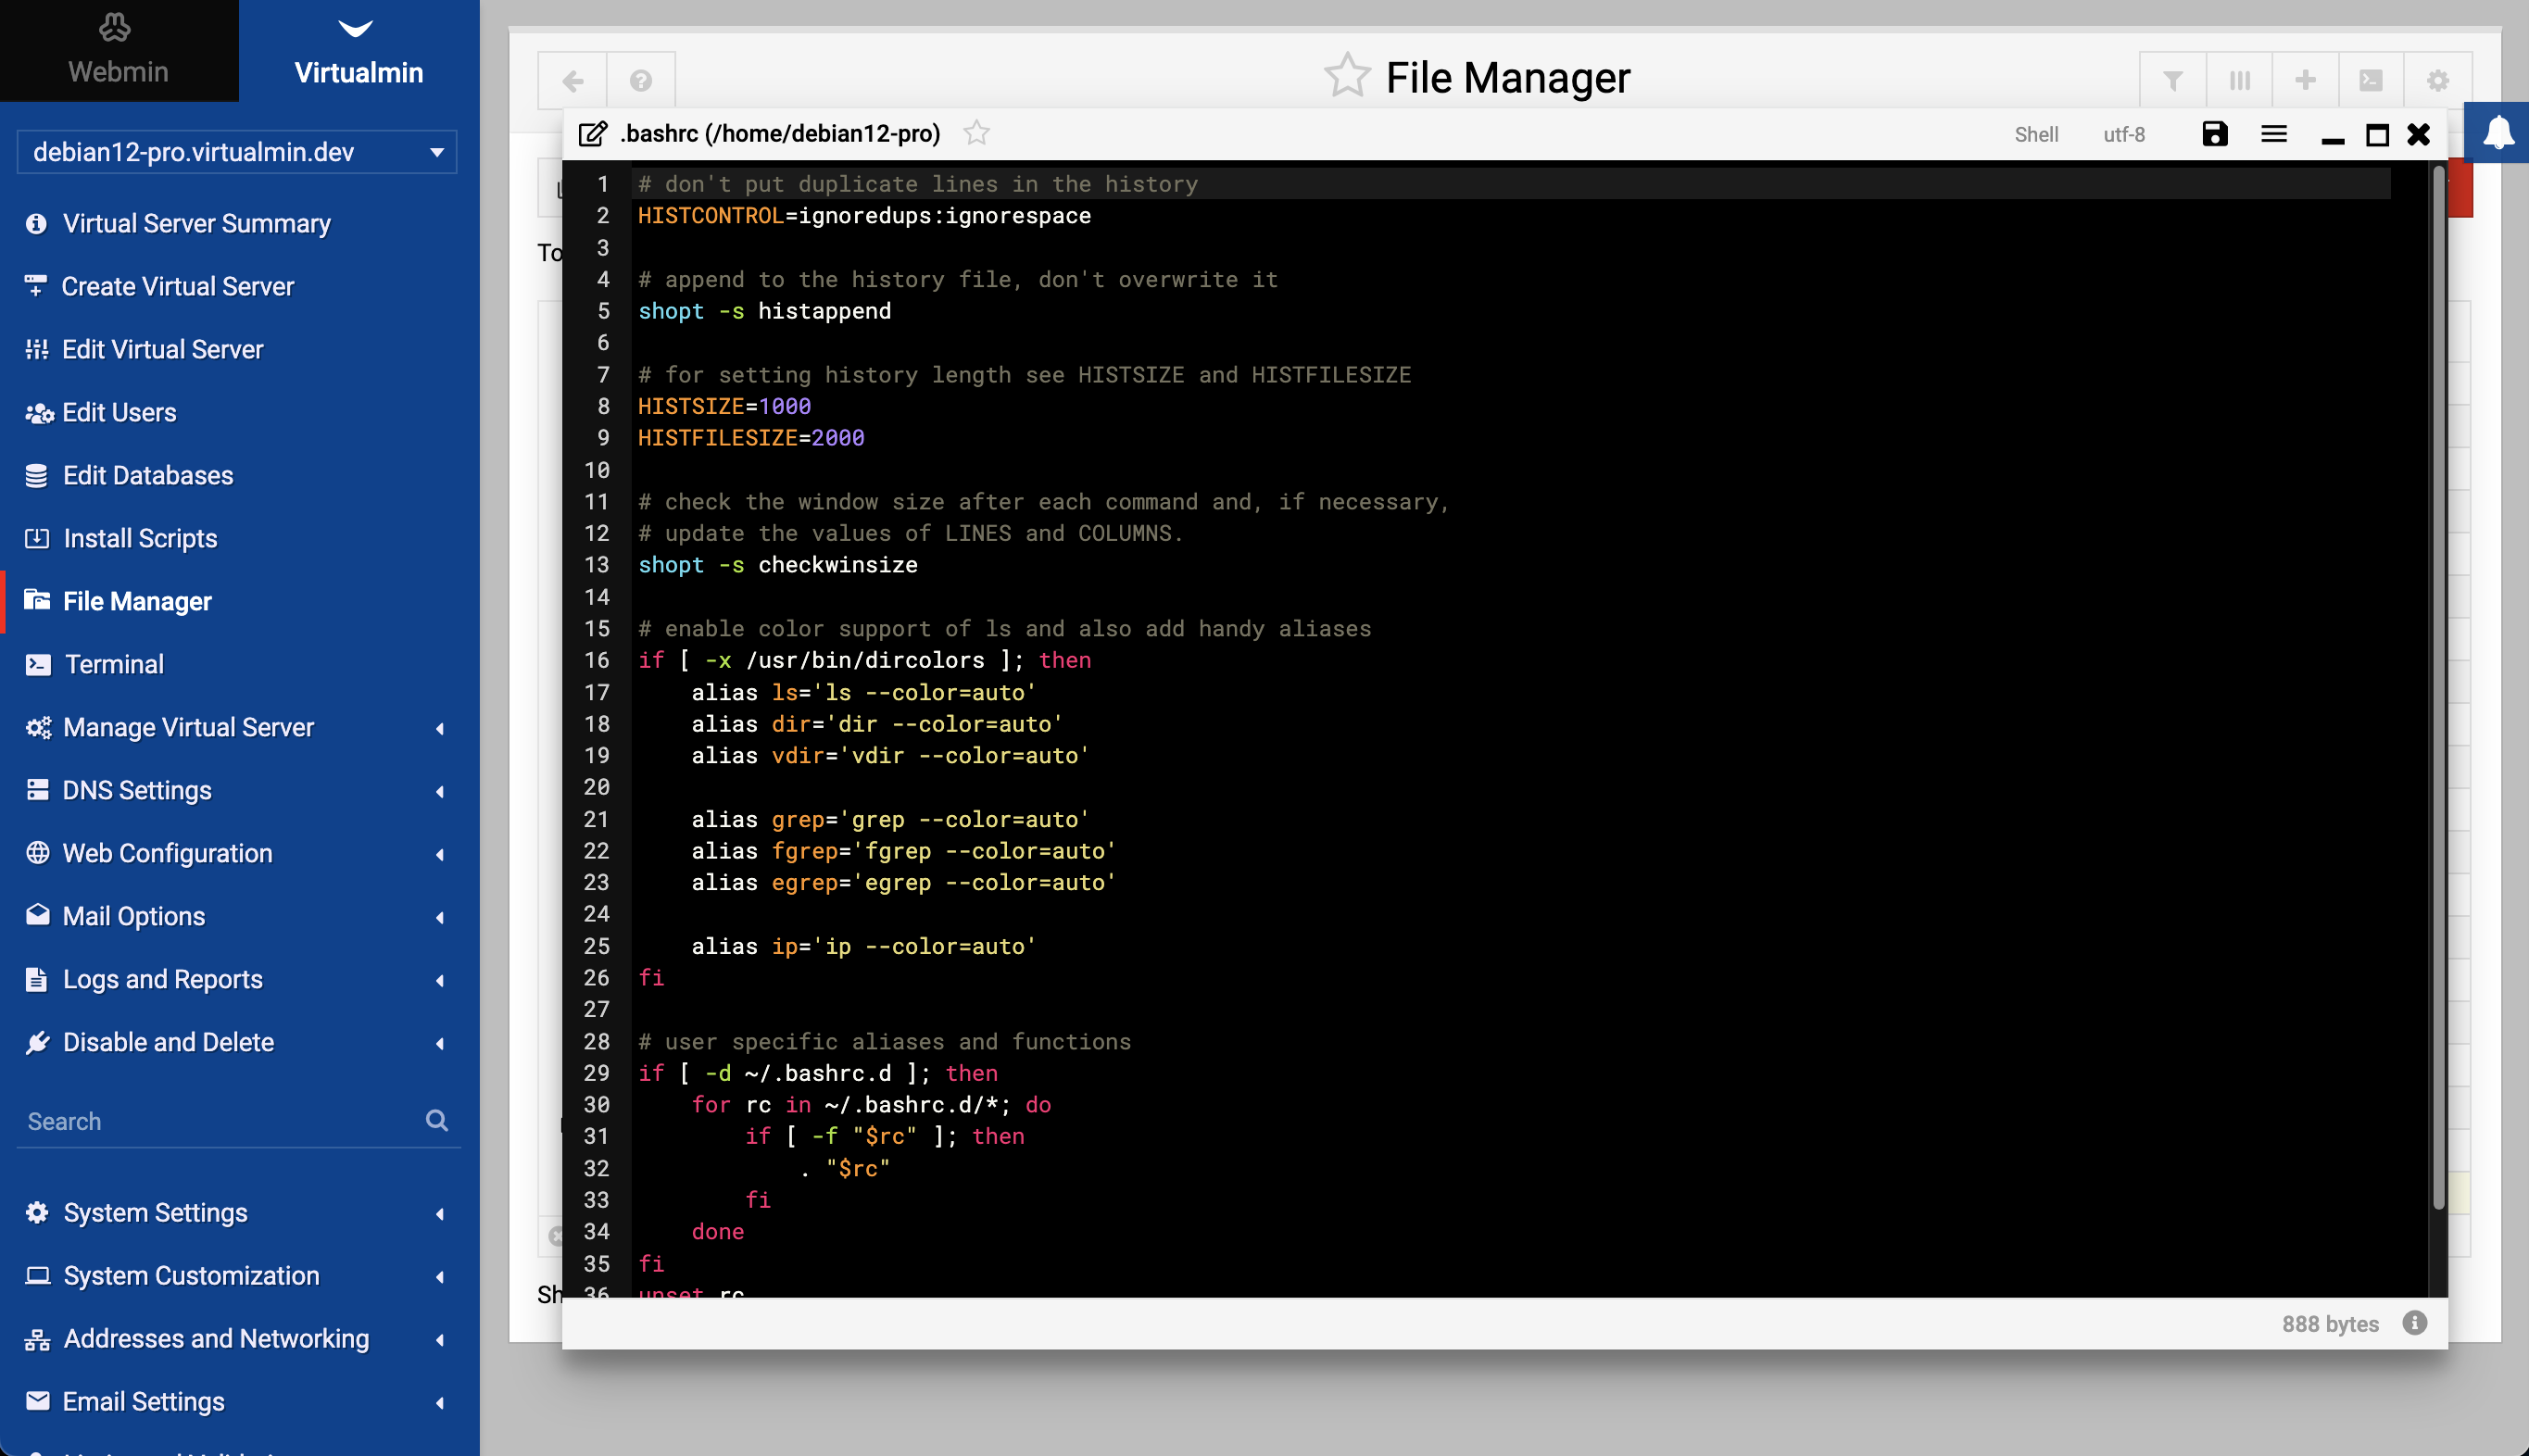 Webmin
Virtualmin
debian12-pro.virtualmin.dev
Virtual Server Summary
Create Virtual Server
Edit Virtual Server
Edit Users
Edit Databases
Install Scripts
File Manager
Terminal
Manage Virtual Server
DNS Settings
Web Configuration
Mail Options
Logs and Reports
Disable and Delete
Search
System Settings
System Customization
Addresses and Networking
Email Settings
File Manager
.bashrc (/home/debian12-pro)
Shell utf-8
1 # don't put duplicate lines in the history
2 HISTCONTROL=ignoredups:ignorespace
3
4 # append to the history file, don't overwrite it
5 shopt -s histappend
6
7 # for setting history length see HISTSIZE and HISTFILESIZE
8 HISTSIZE=1000
9 HISTFILESIZE=2000
10
11 # check the window size after each command and, if necessary,
12 # update the values of LINES and COLUMNS.
13 shopt -s checkwinsize
14
15 # enable color support of ls and also add handy aliases
16 if [ -x /usr/bin/dircolors ]; then
17     alias ls='ls --color=auto'
18     alias dir='dir --color=auto'
19     alias vdir='vdir --color=auto'
20
21     alias grep='grep --color=auto'
22     alias fgrep='fgrep --color=auto'
23     alias egrep='egrep --color=auto'
24
25     alias ip='ip --color=auto'
26 fi
27
28 # user specific aliases and functions
29 if [ -d ~/.bashrc.d ]; then
30     for rc in ~/.bashrc.d/*; do
31         if [ -f "$rc" ]; then
32             . "$rc"
33         fi
34     done
35 fi
36 unset rc
888 bytes